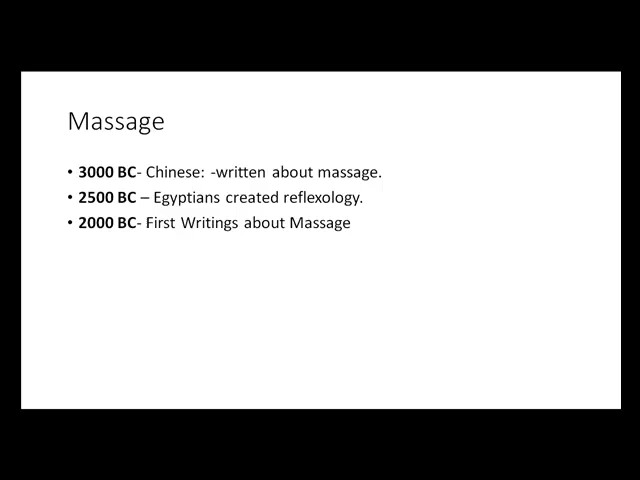 Massage
• 3000 BC- Chinese: -written about massage.
• 2500 BC – Egyptians created reflexology.
• 2000 BC- First Writings about Massage